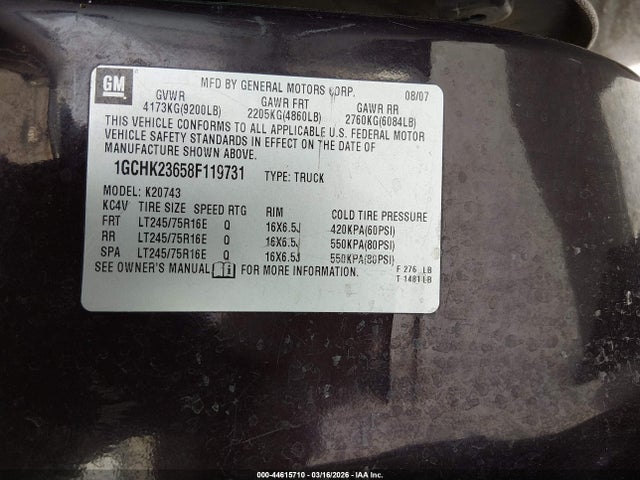 GM
MFD BY GENERAL MOTORS CORP. 08/07
GVWR GAWR FRT GAWR RR
4173KG(9200LB) 2205KG(4860LB) 2760KG(6084LB)
THIS VEHICLE CONFORMS TO ALL APPLICABLE U.S. FEDERAL MOTOR
VEHICLE SAFETY STANDARDS IN EFFECT ON THE DATE OF
MANUFACTURE SHOWN ABOVE.
1GCHK23658F119731 TYPE: TRUCK
MODEL: K20743
KC4V TIRE SIZE SPEED RTG RIM COLD TIRE PRESSURE
FRT LT245/75R16E Q 16X6.5J 420KPA(60PSI)
RR LT245/75R16E Q 16X6.5J 550KPA(80PSI)
SPA LT245/75R16E Q 16X6.5J 550KPA(80PSI)
SEE OWNER'S MANUAL FOR MORE INFORMATION.
F 276 LB
T 1481 LB
000-44615710 - 03/16/2026 - Copyright IAA, Inc.